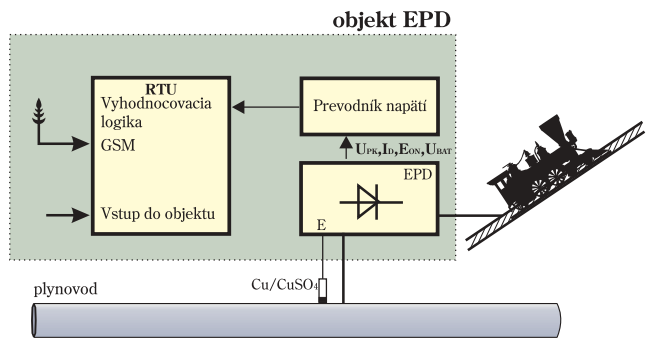 objekt EPD
RTU
Vyhodnocovacia
logika
GSM
Vstup do objektu
Prevodník napätí
UPK,ID,EON,UBAT
EPD
E
Cu/CuSO4
plynovod